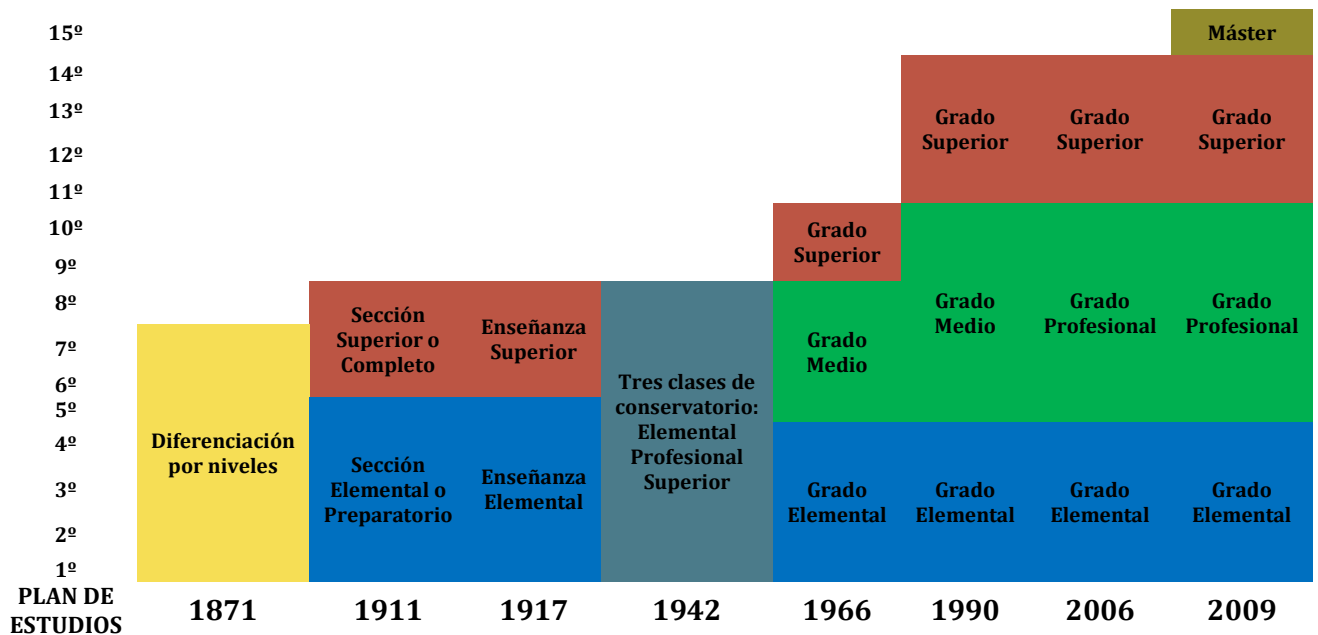 15º
Máster
14º
13º
12º
11º
10º
9º
8º
7º
6º
5º
4º
3º
2º
1º
Grado
Superior
Grado
Superior
Grado
Superior
Grado
Superior
Sección
Superior o
Completo
Enseñanza
Superior
Grado
Medio
Grado
Medio
Grado
Profesional
Grado
Profesional
Diferenciación
por niveles
Sección
Elemental o
Preparatorio
Enseñanza
Elemental
Tres clases de
conservatorio:
Elemental
Profesional
Superior
Grado
Elemental
Grado
Elemental
Grado
Elemental
Grado
Elemental
PLAN DE
ESTUDIOS
1871
1911
1917
1942
1966
1990
2006
2009